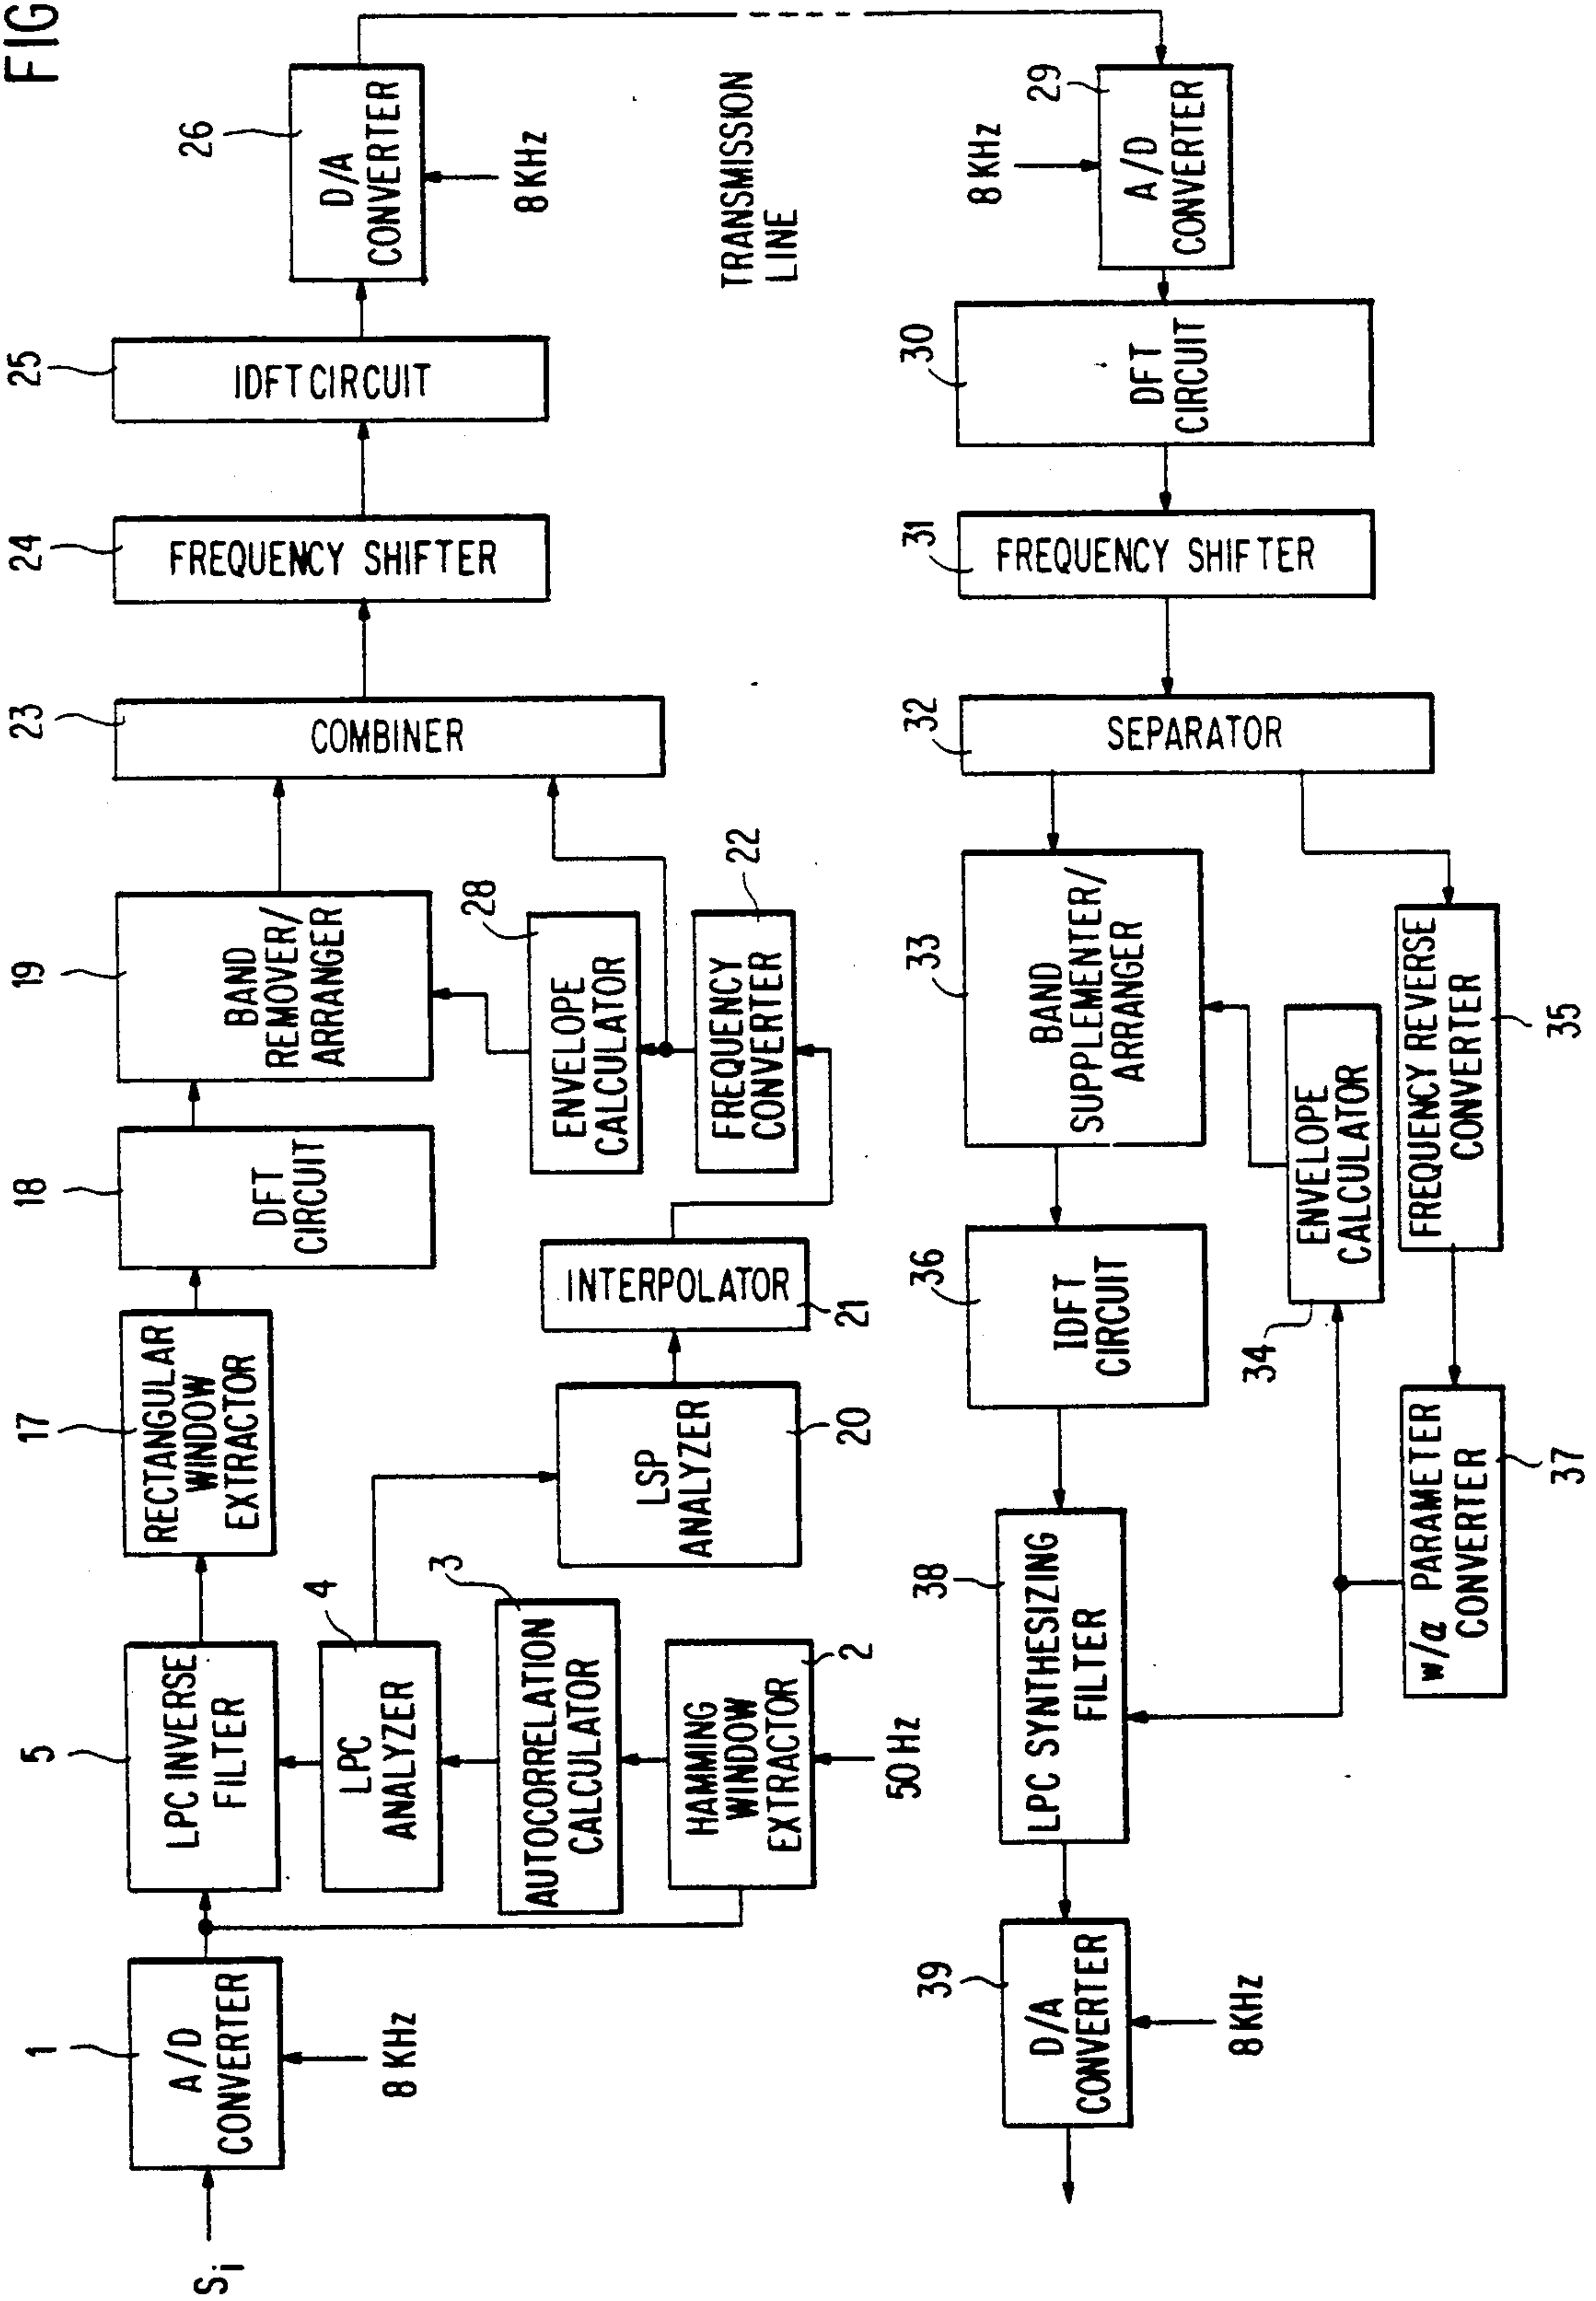 FIG
1
A/D
CONVERTER
8 KHz
Si
5
LPC INVERSE
FILTER
4
LPC
ANALYZER
3
AUTOCORRELATION
CALCULATOR
2
HAMMING
WINDOW
EXTRACTOR
50 Hz
17
RECTANGULAR
WINDOW
EXTRACTOR
18
DFT
CIRCUIT
19
BAND
REMOVER/
ARRANGER
20
LSP
ANALYZER
21
INTERPOLATOR
22
FREQUENCY
CONVERTER
28
ENVELOPE
CALCULATOR
23
COMBINER
24
FREQUENCY SHIFTER
25
IDFT CIRCUIT
26
D/A
CONVERTER
8 KHz
TRANSMISSION
LINE
29
A/D
CONVERTER
8 KHz
30
DFT
CIRCUIT
31
FREQUENCY SHIFTER
32
SEPARATOR
33
BAND
SUPPLEMENTER/
ARRANGER
34
ENVELOPE
CALCULATOR
35
FREQUENCY REVERSE
CONVERTER
36
IDFT
CIRCUIT
37
w/α PARAMETER
CONVERTER
38
LPC SYNTHESIZING
FILTER
39
D/A
CONVERTER
8 KHz